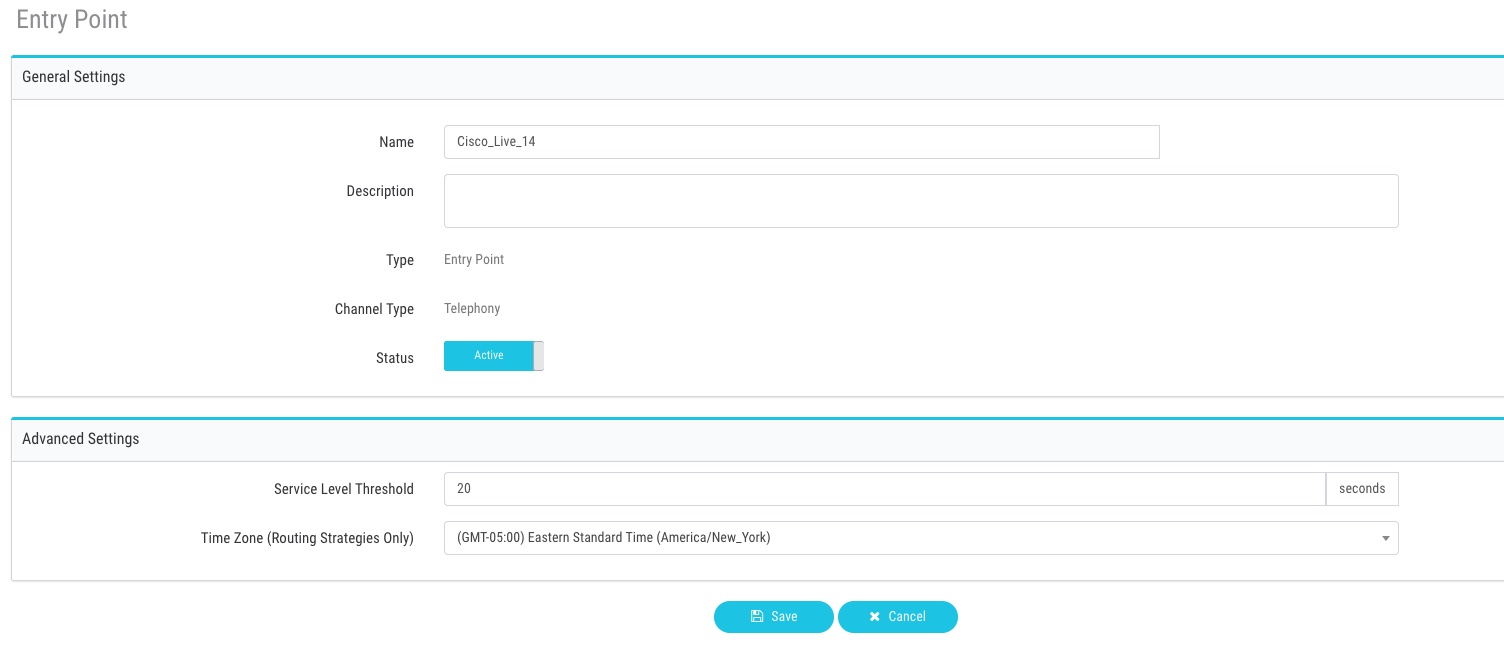 Entry Point
General Settings
Name Cisco_Live_14
Description
Type Entry Point
Channel Type Telephony
Status Active
Advanced Settings
Service Level Threshold 20 seconds
Time Zone (Routing Strategies Only) (GMT-05:00) Eastern Standard Time (America/New_York)
Save Cancel